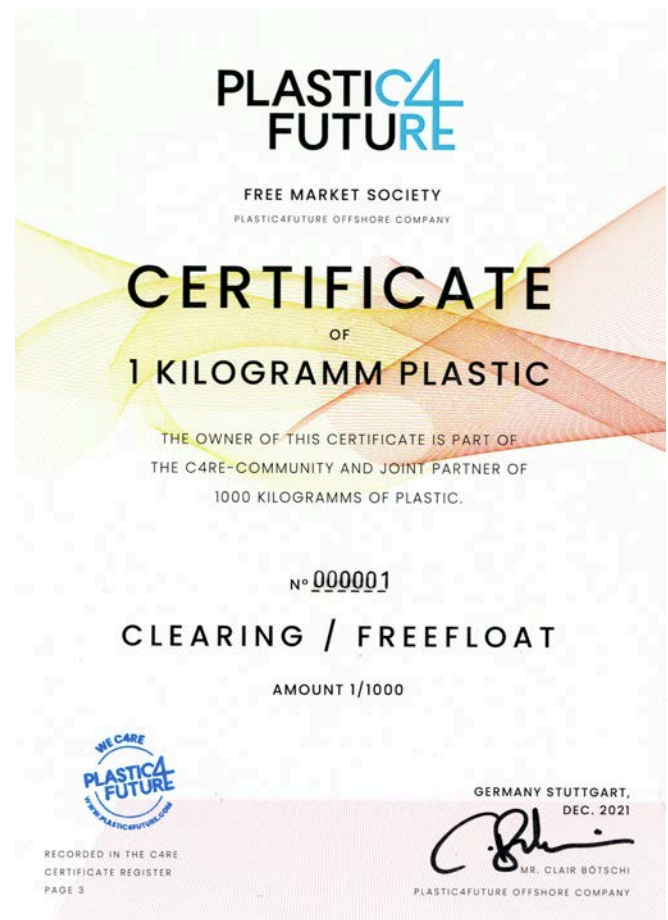 PLASTIC4
FUTURE
FREE MARKET SOCIETY
PLASTIC4FUTURE OFFSHORE COMPANY
CERTIFICATE
OF
1 KILOGRAMM PLASTIC
THE OWNER OF THIS CERTIFICATE IS PART OF
THE C4RE-COMMUNITY AND JOINT PARTNER OF
1000 KILOGRAMMS OF PLASTIC.
Nº 000001
CLEARING / FREEFLOAT
AMOUNT 1/1000
WE C4RE
PLASTIC4
FUTURE
WWW.PLASTIC4FUTURE.COM
RECORDED IN THE C4RE
CERTIFICATE REGISTER
PAGE 3
GERMANY STUTTGART,
DEC. 2021
MR. CLAIR BÖTSCHI
PLASTIC4FUTURE OFFSHORE COMPANY